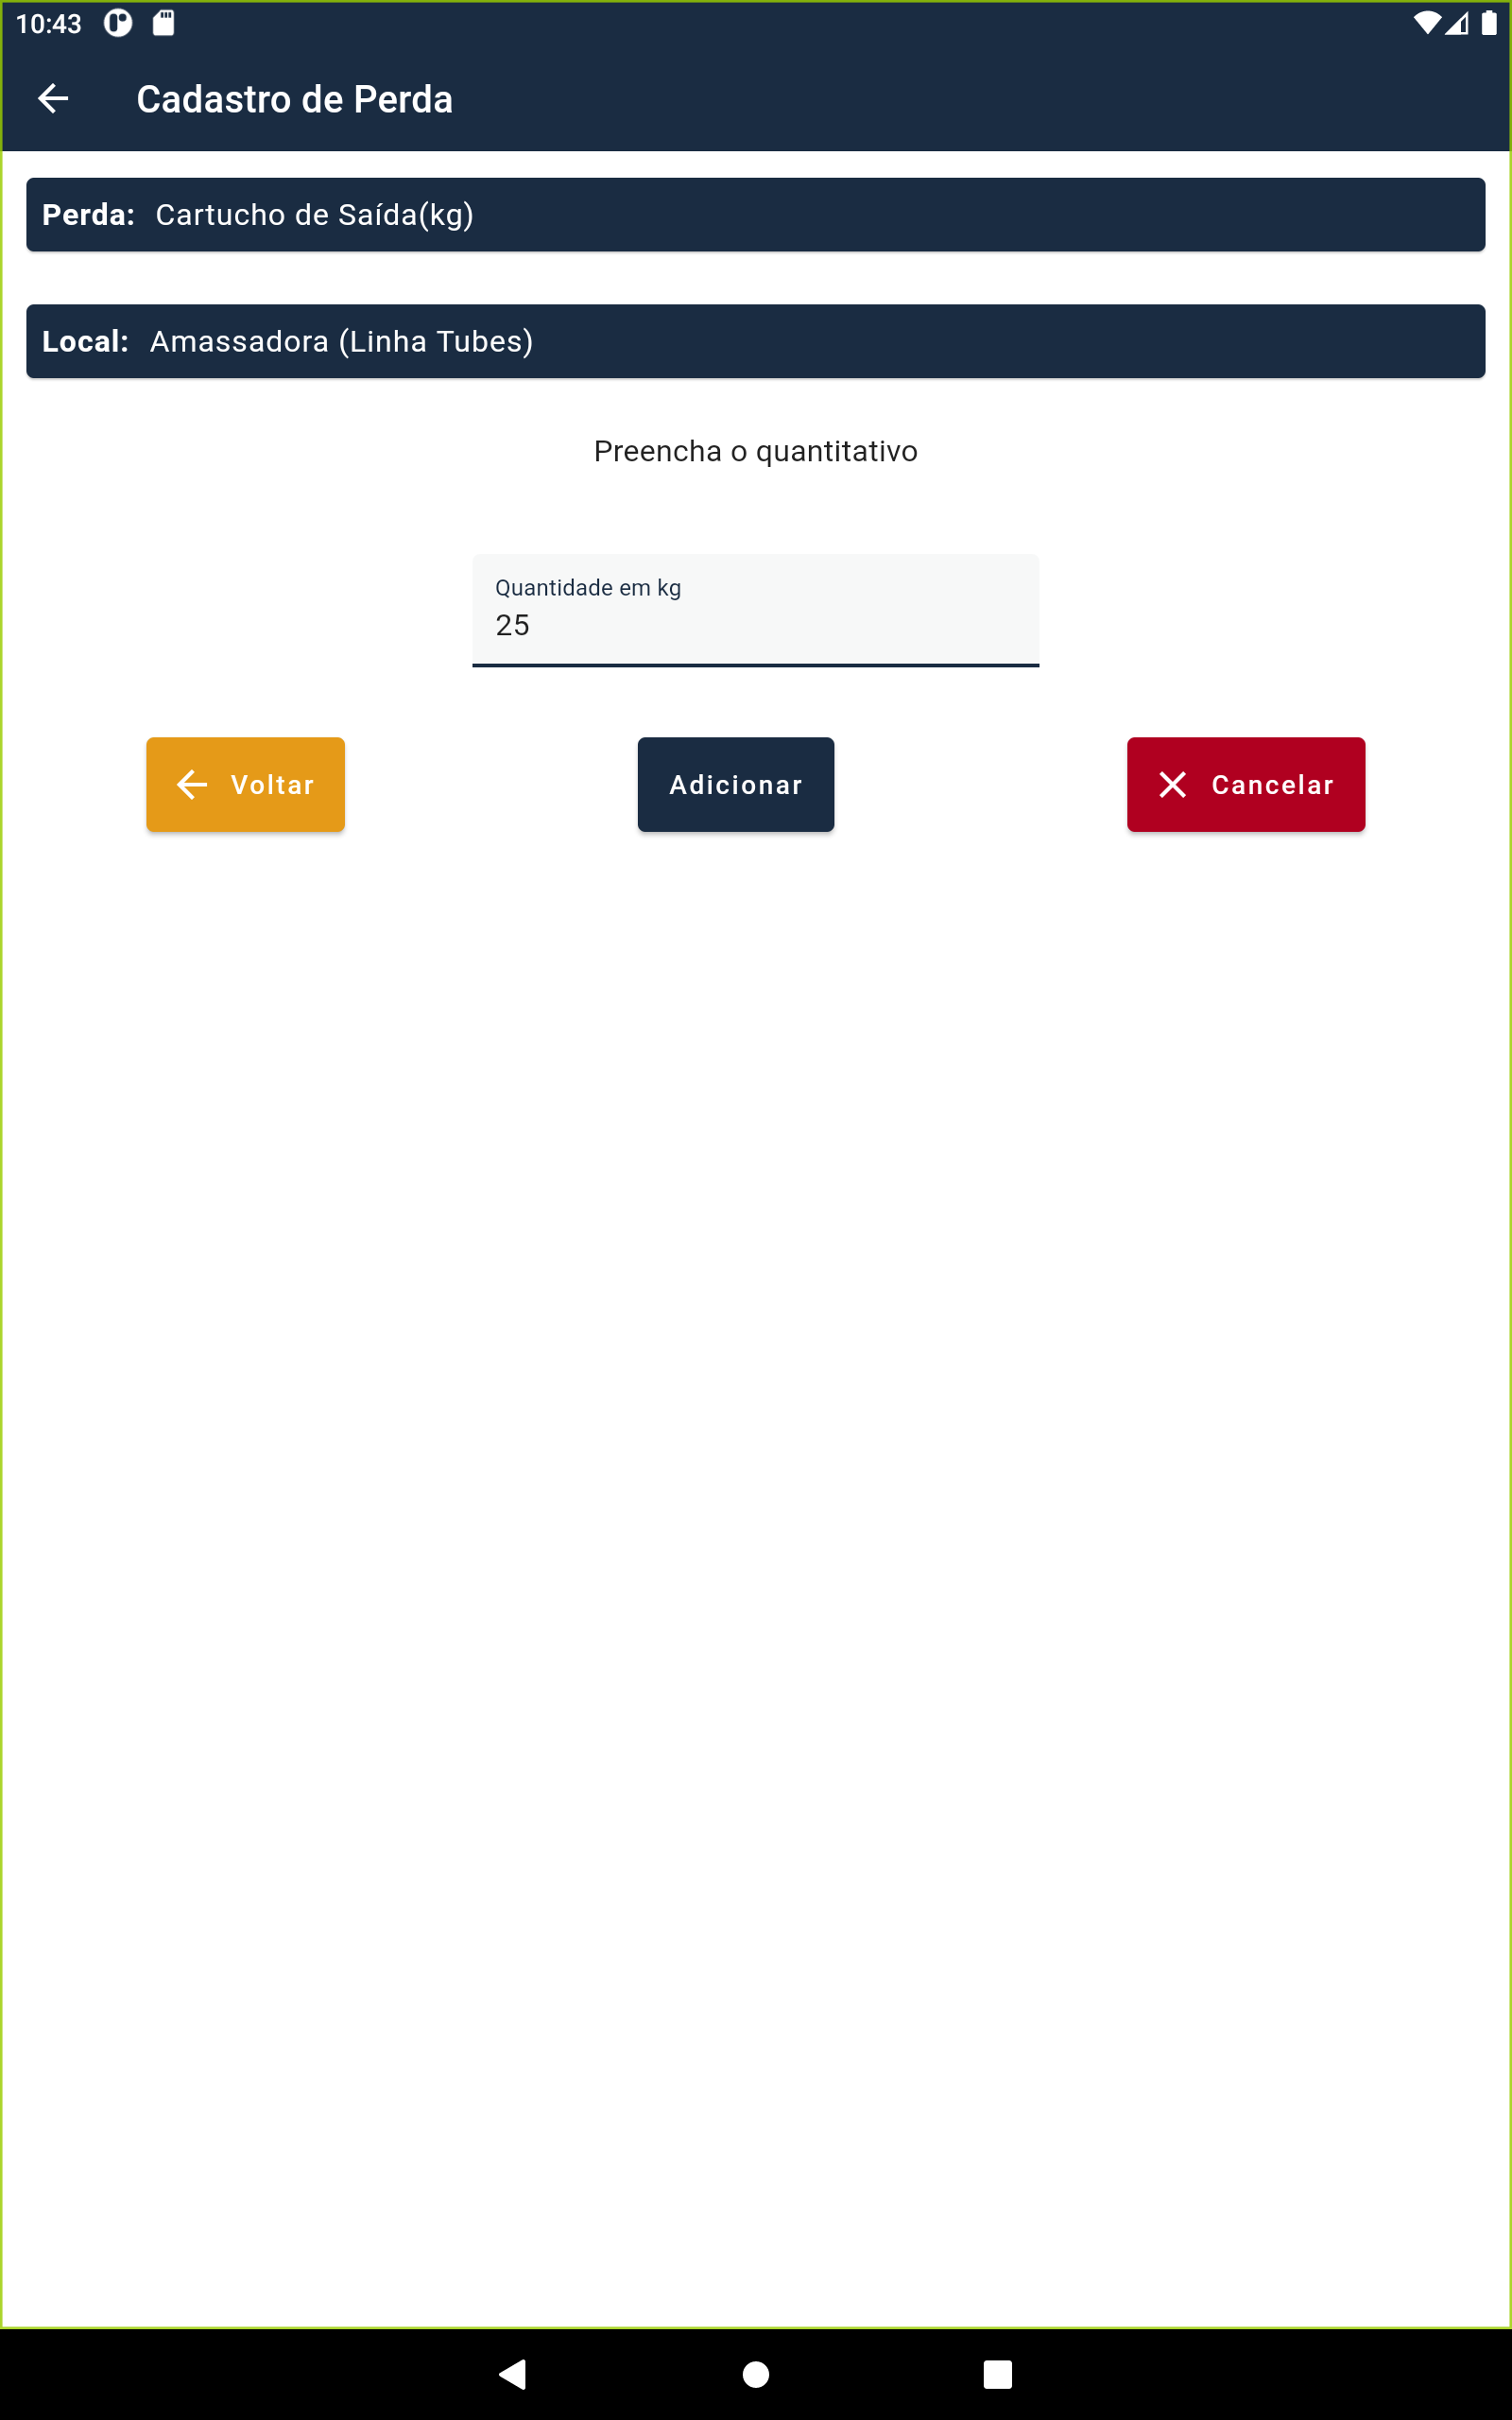 10:43
Cadastro de Perda
Perda: Cartucho de Saída(kg)
Local: Amassadora (Linha Tubes)
Preencha o quantitativo
Quantidade em kg
25
Voltar
Adicionar
Cancelar